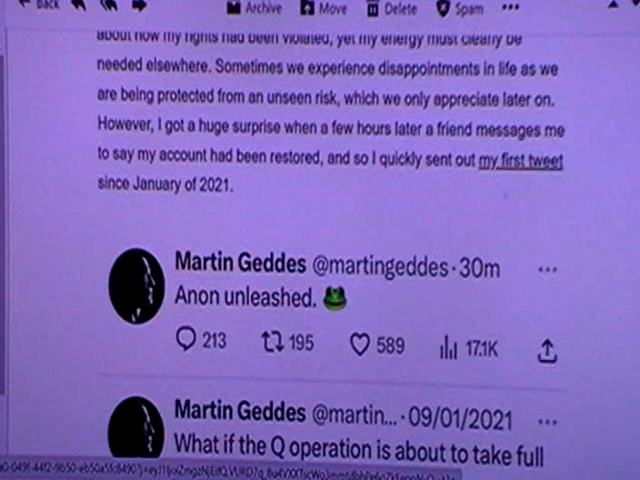 Back Archive Move Delete Spam •••
about how my rights had been violated, yet my energy must clearly be
needed elsewhere. Sometimes we experience disappointments in life as we
are being protected from an unseen risk, which we only appreciate later on.
However, I got a huge surprise when a few hours later a friend messages me
to say my account had been restored, and so I quickly sent out my first tweet
since January of 2021.
Martin Geddes @martingeddes · 30m •••
Anon unleashed. 🐸
213 195 589 17.1K
Martin Geddes @martin... · 09/01/2021 •••
What if the Q operation is about to take full